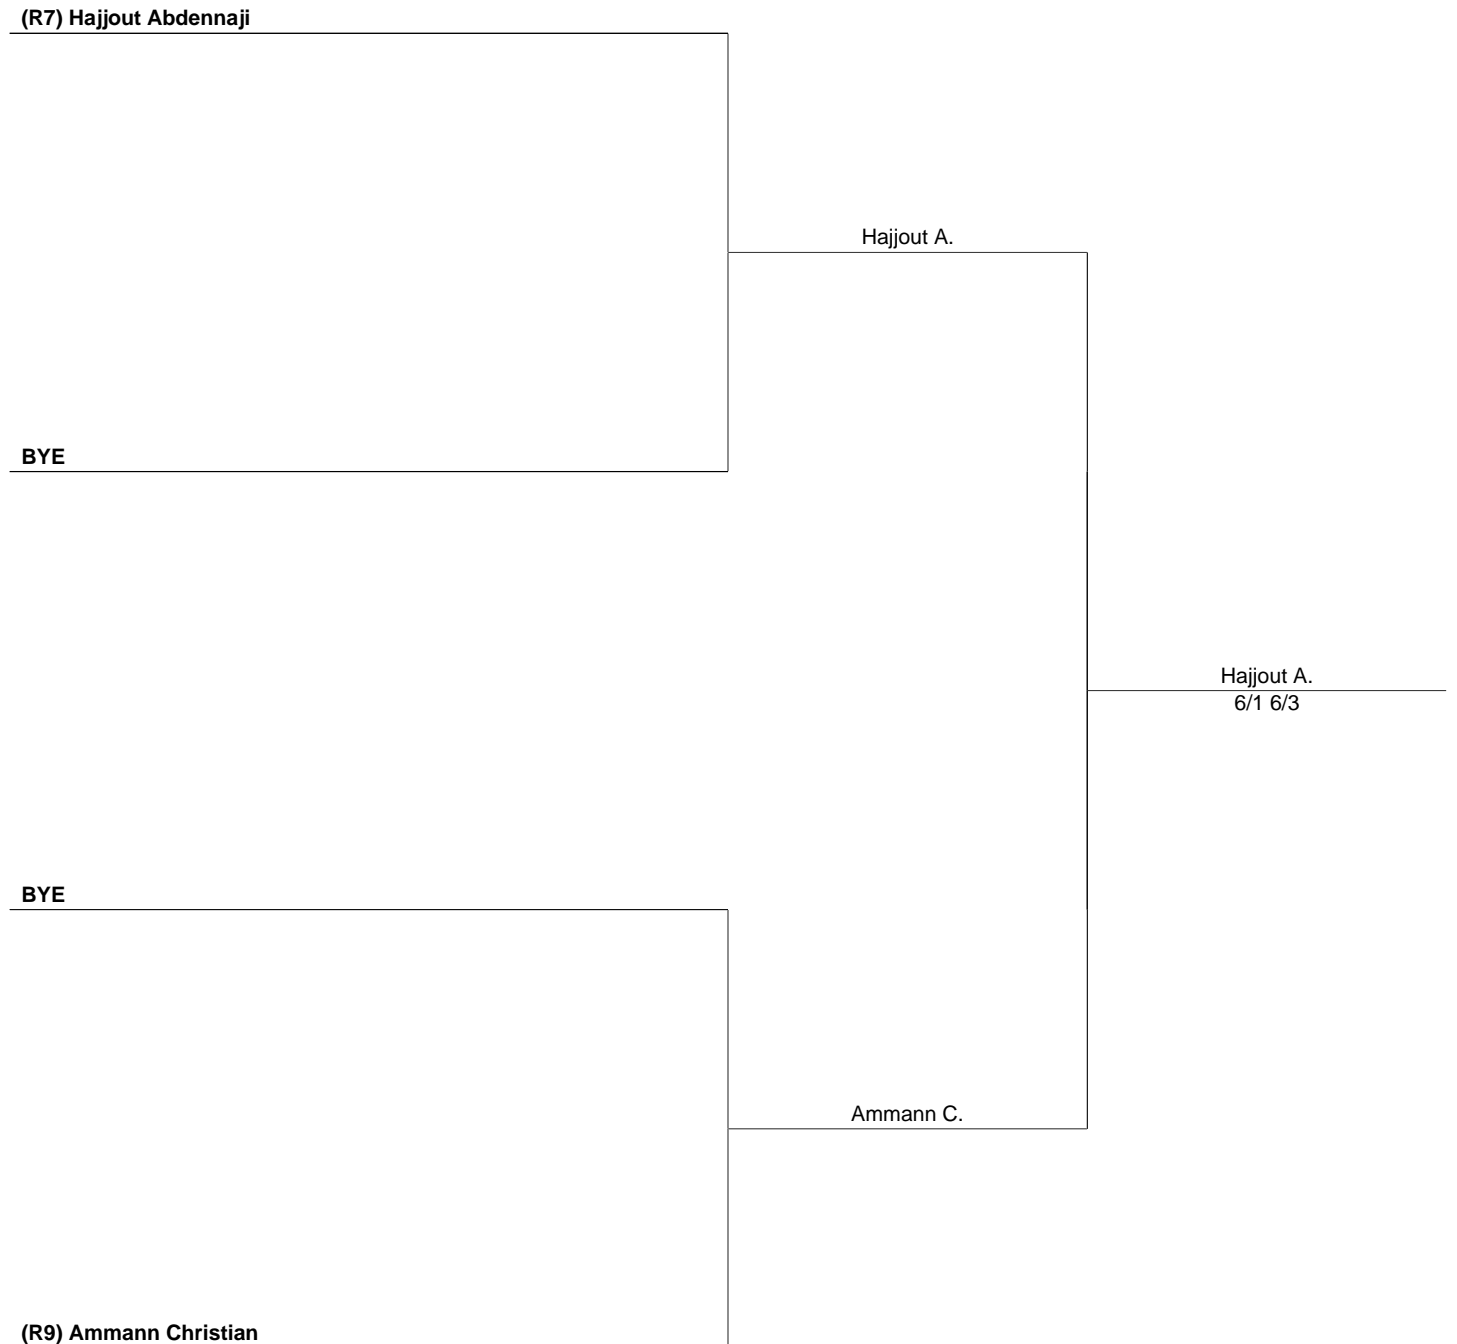 (R7) Hajjout Abdennaji
Hajjout A.
BYE
Hajjout A.
6/1 6/3
BYE
Ammann C.
(R9) Ammann Christian